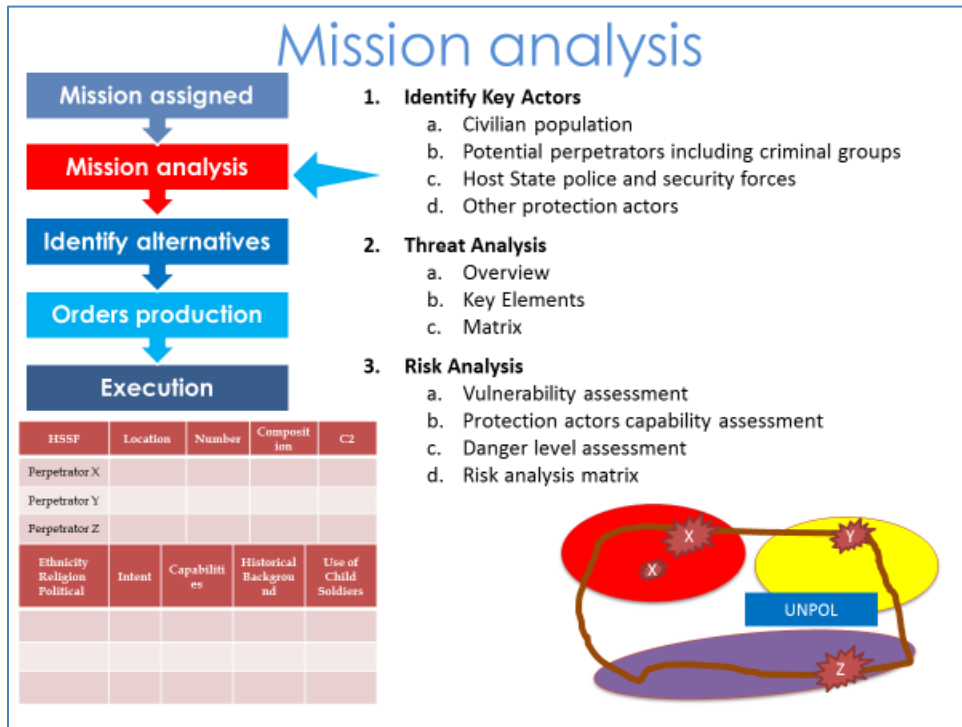 Mission analysis
Mission assigned
Mission analysis
Identify alternatives
Orders production
Execution
1. Identify Key Actors
a. Civilian population
b. Potential perpetrators including criminal groups
c. Host State police and security forces
d. Other protection actors
2. Threat Analysis
a. Overview
b. Key Elements
c. Matrix
3. Risk Analysis
a. Vulnerability assessment
b. Protection actors capability assessment
c. Danger level assessment
d. Risk analysis matrix
HSSF Location Number Composit C2
ion
Perpetrator X
Perpetrator Y
Perpetrator Z
Ethnicity Historical Use of
Religion Intent Capabiliti Backgrou Child
Political es nd Soldiers
X
X
Y
UNPOL
Z